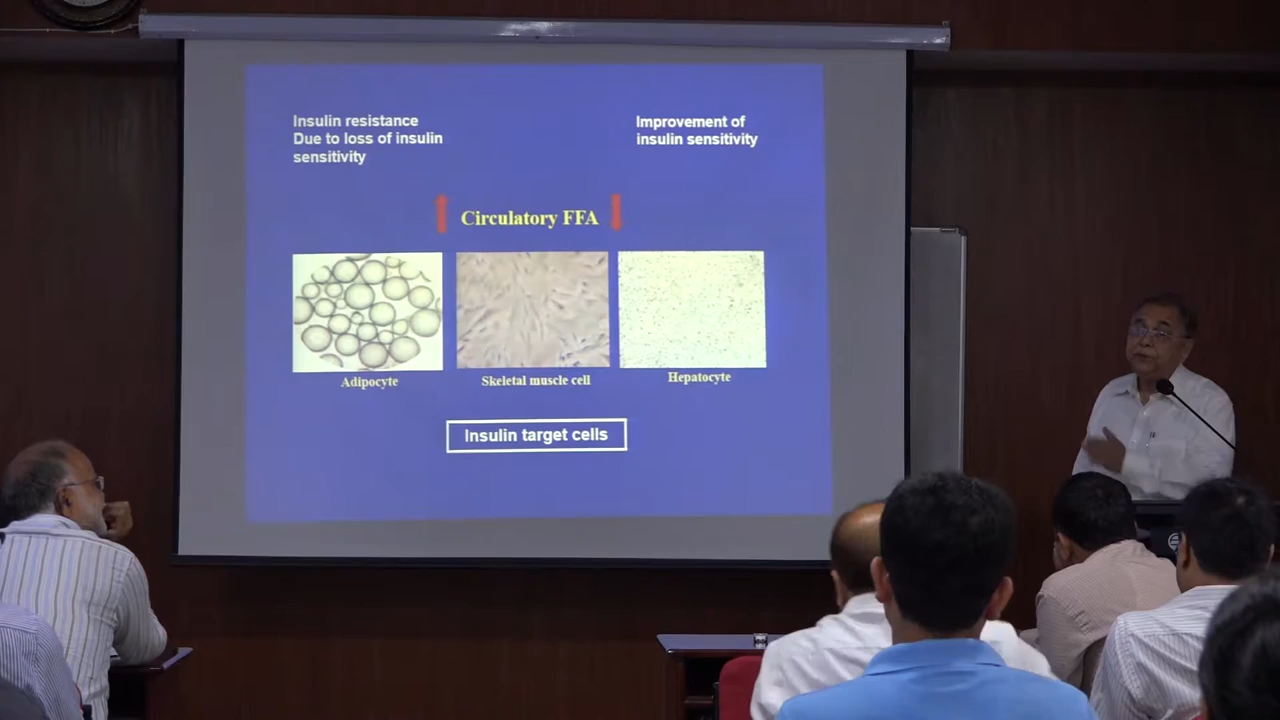 Insulin resistance
Due to loss of insulin
sensitivity
Improvement of
insulin sensitivity
Circulatory FFA
Adipocyte
Skeletal muscle cell
Hepatocyte
Insulin target cells